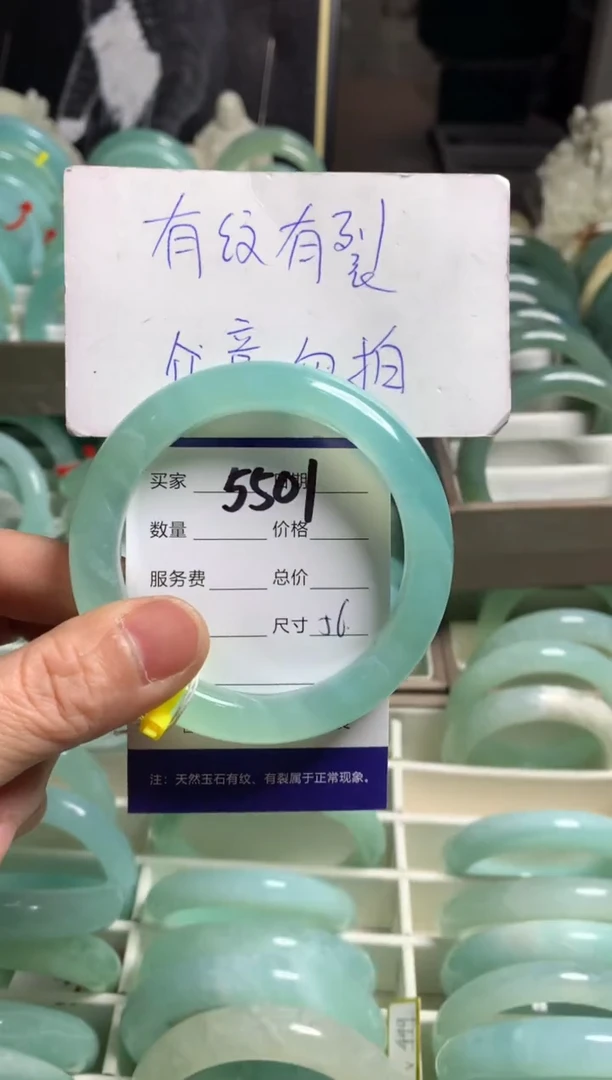 有纹有裂
介意勿拍
买家 5501
数量 价格
服务费 总价
尺寸 56
注：天然玉石有纹、有裂属于正常现象。